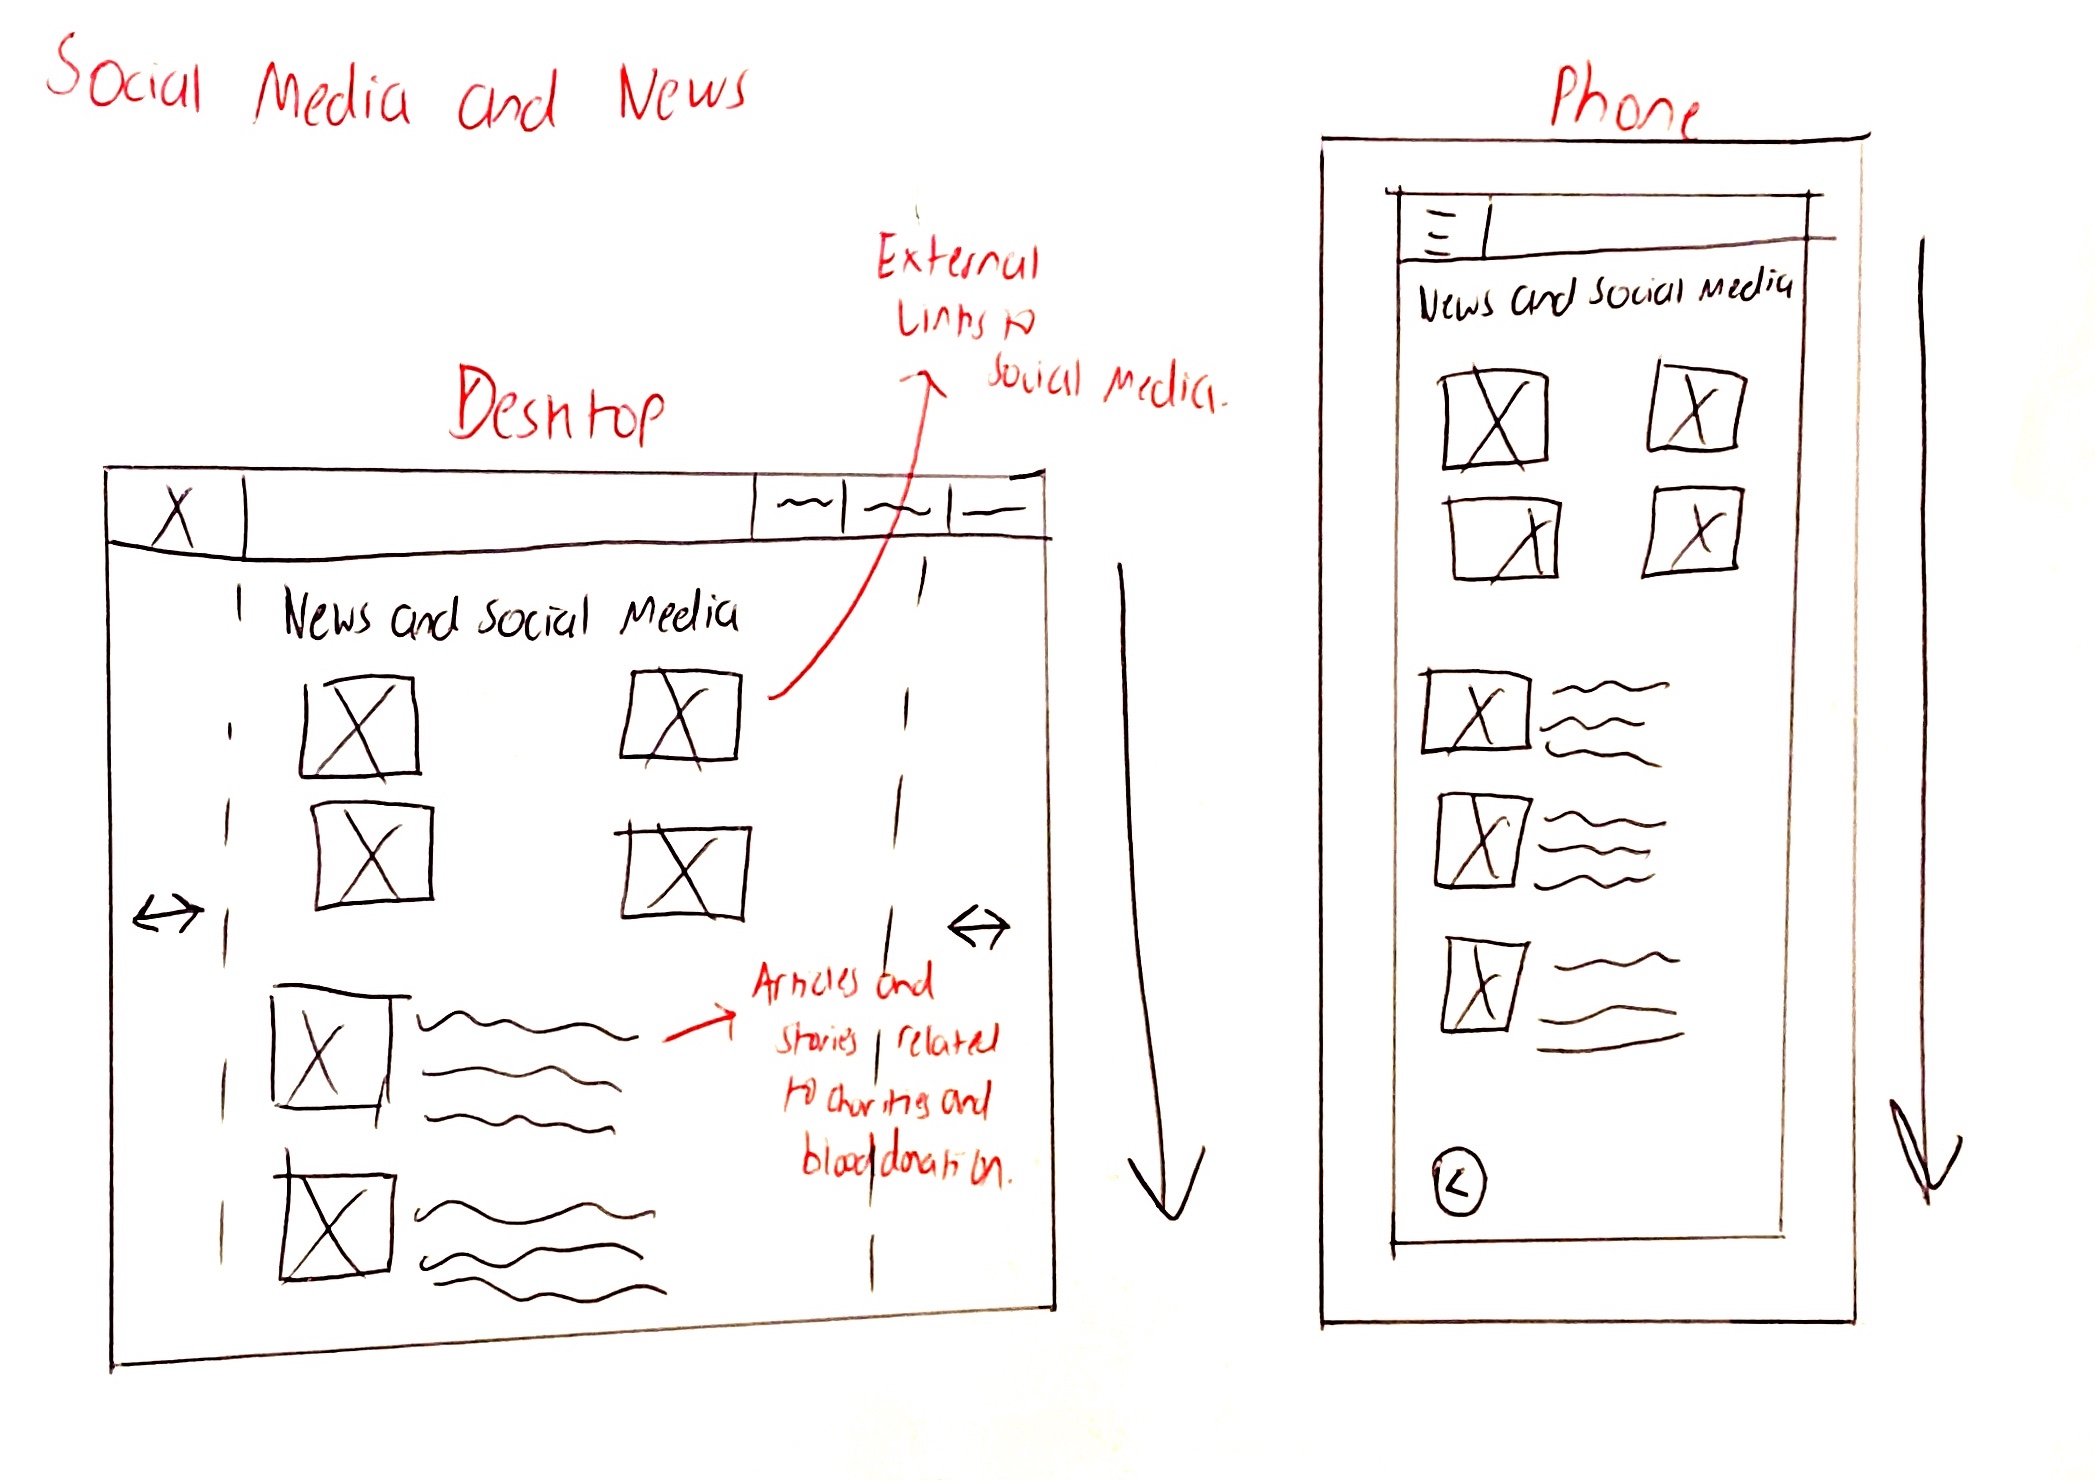 Social Media and News
Phone
External
Links to
Social Media.
Desktop
News and Social Media
News and Social Media
Articles and
stories related
to charities and
blood donation.